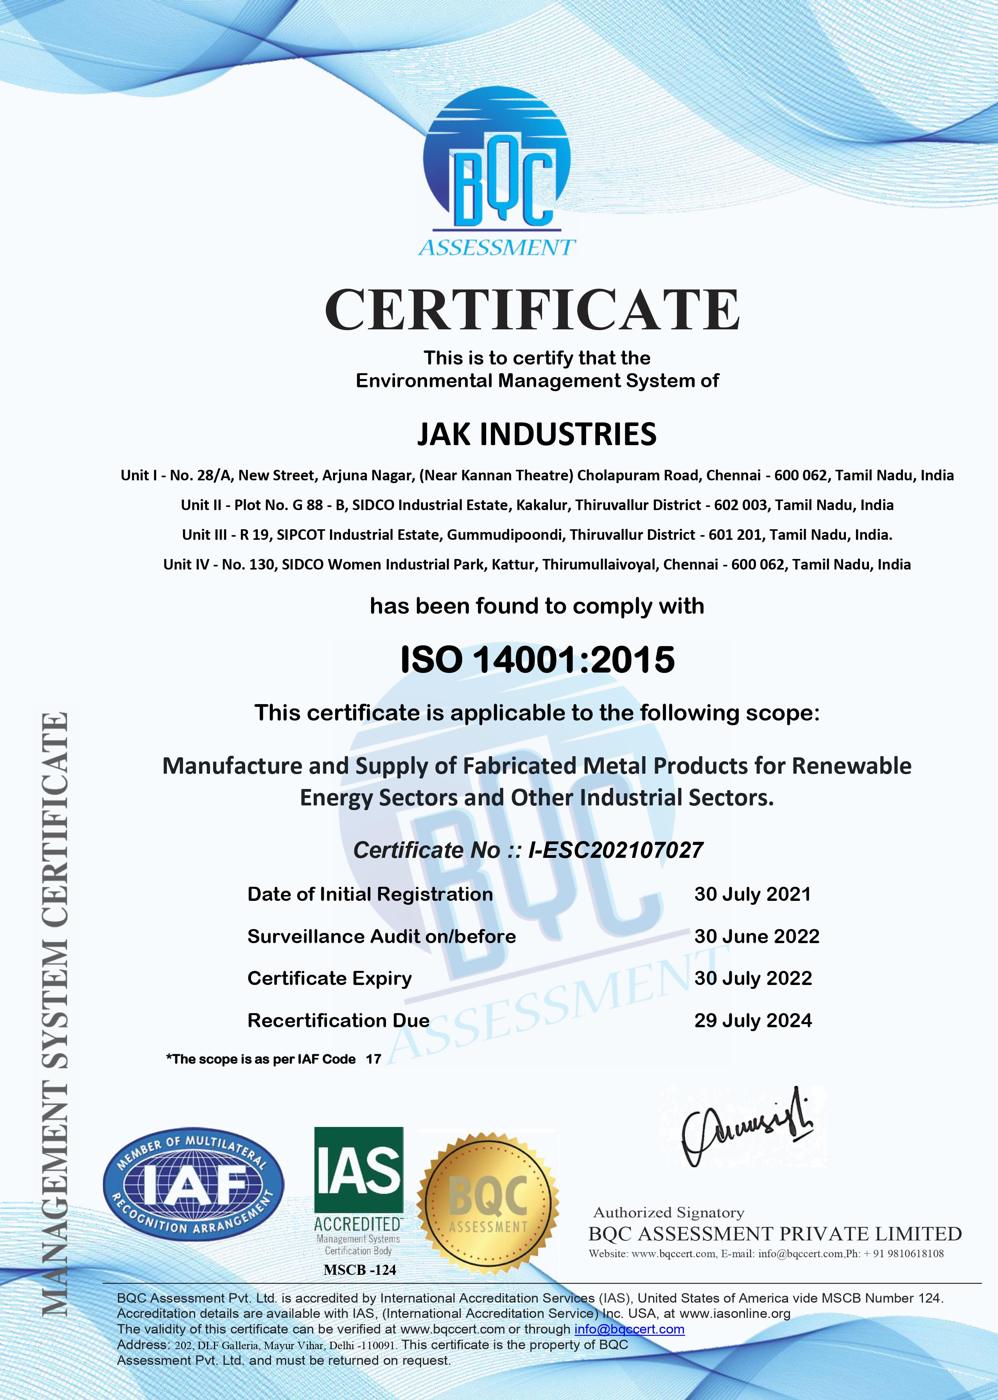 BQC
ASSESSMENT
CERTIFICATE
This is to certify that the
Environmental Management System of
JAK INDUSTRIES
Unit I - No. 28/A, New Street, Arjuna Nagar, (Near Kannan Theatre) Cholapuram Road, Chennai - 600 062, Tamil Nadu, India
Unit II - Plot No. G 88 - B, SIDCO Industrial Estate, Kakalur, Thiruvallur District - 602 003, Tamil Nadu, India
Unit III - R 19, SIPCOT Industrial Estate, Gummudipoondi, Thiruvallur District - 601 201, Tamil Nadu, India.
Unit IV - No. 130, SIDCO Women Industrial Park, Kattur, Thirumullaivoyal, Chennai - 600 062, Tamil Nadu, India
has been found to comply with
ISO 14001:2015
This certificate is applicable to the following scope:
Manufacture and Supply of Fabricated Metal Products for Renewable
Energy Sectors and Other Industrial Sectors.
Certificate No :: I-ESC202107027
Date of Initial Registration 30 July 2021
Surveillance Audit on/before 30 June 2022
Certificate Expiry 30 July 2022
Recertification Due 29 July 2024
*The scope is as per IAF Code 17
BQC
ASSESSMENT
MANAGEMENT SYSTEM CERTIFICATE
MEMBER OF MULTILATERAL
IAF
RECOGNITION ARRANGEMENT
IAS
ACCREDITED
Management Systems
Certification Body
MSCB -124
BQC
ASSESSMENT
Authorized Signatory
BQC ASSESSMENT PRIVATE LIMITED
Website: www.bqccert.com, E-mail: info@bqccert.com,Ph: + 91 9810618108
BQC Assessment Pvt. Ltd. is accredited by International Accreditation Services (IAS), United States of America vide MSCB Number 124.
Accreditation details are available with IAS, (International Accreditation Service) Inc. USA, at www.iasonline.org
The validity of this certificate can be verified at www.bqccert.com or through info@bqccert.com
Address: 202, DLF Galleria, Mayur Vihar, Delhi -110091. This certificate is the property of BQC
Assessment Pvt. Ltd. and must be returned on request.